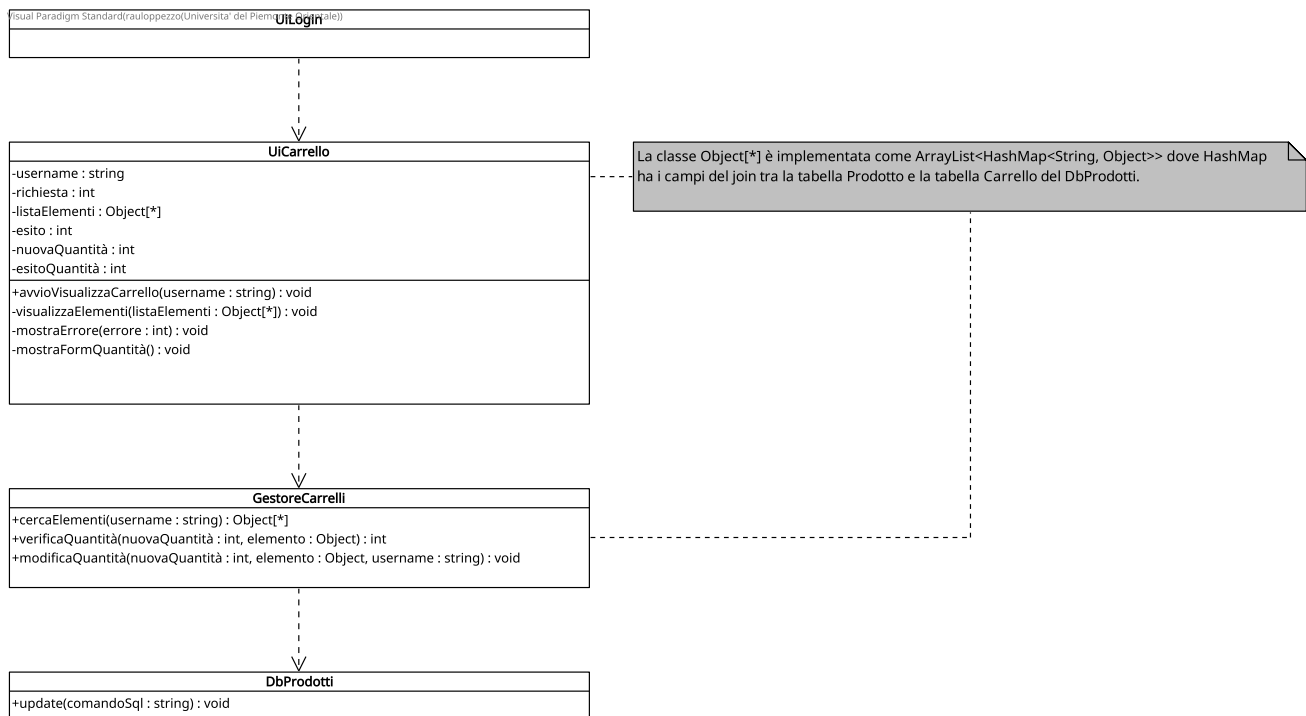 Visual Paradigm Standard(rauloppezzo(Universita' del Piemonte Orientale))
UiLogin
UiCarrello
-username : string
-richiesta : int
-listaElementi : Object[*]
-esito : int
-nuovaQuantità : int
-esitoQuantità : int
+avvioVisualizzaCarrello(username : string) : void
-visualizzaElementi(listaElementi : Object[*]) : void
-mostraErrore(errore : int) : void
-mostraFormQuantità() : void
La classe Object[*] è implementata come ArrayList<HashMap<String, Object>> dove HashMap
ha i campi del join tra la tabella Prodotto e la tabella Carrello del DbProdotti.
GestoreCarrelli
+cercaElementi(username : string) : Object[*]
+verificaQuantità(nuovaQuantità : int, elemento : Object) : int
+modificaQuantità(nuovaQuantità : int, elemento : Object, username : string) : void
DbProdotti
+update(comandoSql : string) : void